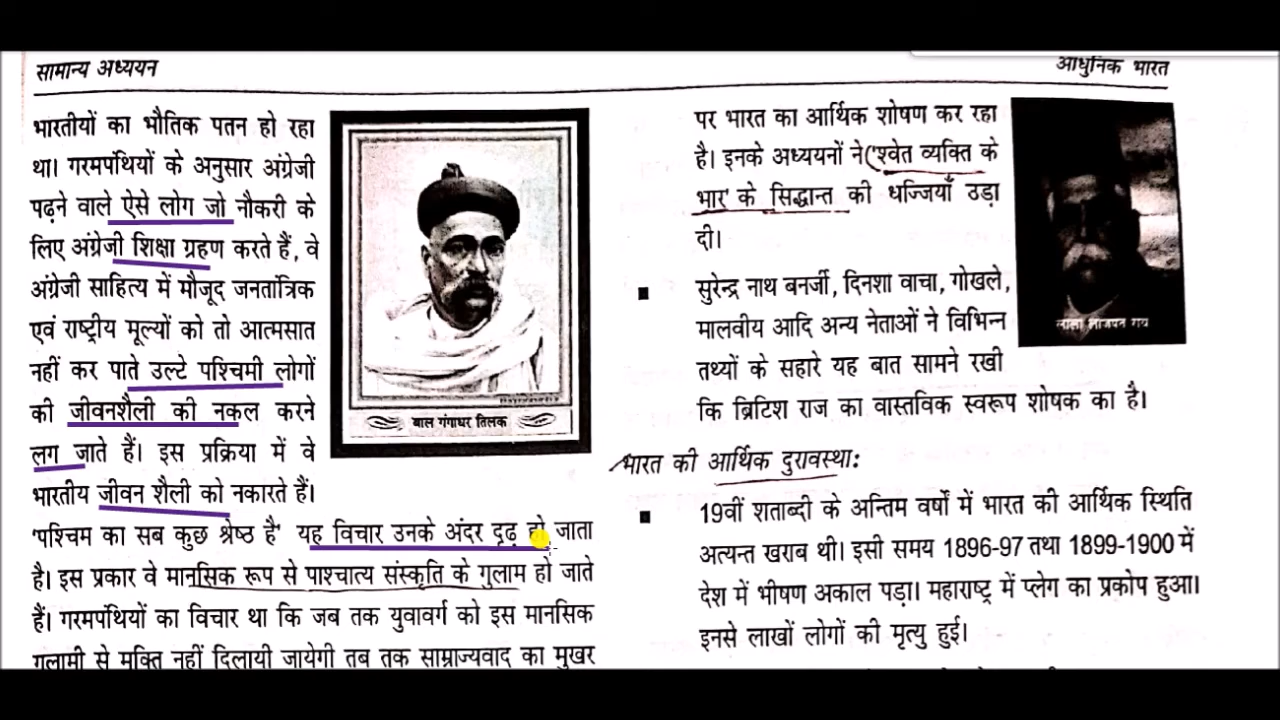 सामान्य अध्ययन
आधुनिक भारत
भारतीयों का भौतिक पतन हो रहा
था। गरमपंथियों के अनुसार अंग्रेजी
पढ़ने वाले ऐसे लोग जो नौकरी के
लिए अंग्रेजी शिक्षा ग्रहण करते हैं, वे
अंग्रेजी साहित्य में मौजूद जनतांत्रिक
एवं राष्ट्रीय मूल्यों को तो आत्मसात
नहीं कर पाते उल्टे पश्चिमी लोगों
की जीवनशैली की नकल करने
लग जाते हैं। इस प्रक्रिया में वे
भारतीय जीवन शैली को नकारते हैं।
'पश्चिम का सब कुछ श्रेष्ठ है' यह विचार उनके अंदर दृढ़ हो जाता
है। इस प्रकार वे मानसिक रूप से पाश्चात्य संस्कृति के गुलाम हो जाते
हैं। गरमपंथियों का विचार था कि जब तक युवावर्ग को इस मानसिक
गुलामी से मुक्ति नहीं दिलायी जायेगी तब तक साम्राज्यवाद का मुखर
बाल गंगाधर तिलक
पर भारत का आर्थिक शोषण कर रहा
है। इनके अध्ययनों ने 'श्वेत व्यक्ति के
भार' के सिद्धान्त की धज्जियाँ उड़ा
दी।
लाला लाजपत राय
■ सुरेन्द्र नाथ बनर्जी, दिनशा वाचा, गोखले,
मालवीय आदि अन्य नेताओं ने विभिन्न
तथ्यों के सहारे यह बात सामने रखी
कि ब्रिटिश राज का वास्तविक स्वरूप शोषक का है।
भारत की आर्थिक दुरावस्था:
■ 19वीं शताब्दी के अन्तिम वर्षों में भारत की आर्थिक स्थिति
अत्यन्त खराब थी। इसी समय 1896-97 तथा 1899-1900 में
देश में भीषण अकाल पड़ा। महाराष्ट्र में प्लेग का प्रकोप हुआ।
इनसे लाखों लोगों की मृत्यु हुई।